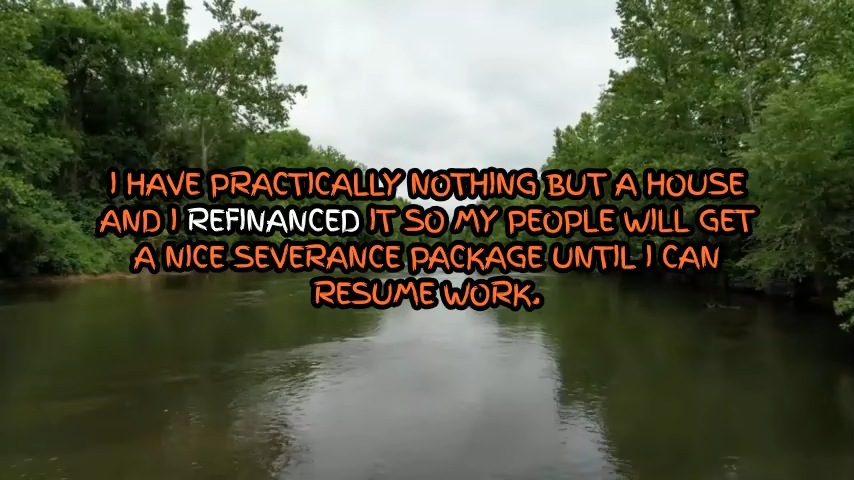 I HAVE PRACTICALLY NOTHING BUT A HOUSE
AND I REFINANCED IT SO MY PEOPLE WILL GET
A NICE SEVERANCE PACKAGE UNTIL I CAN
RESUME WORK.